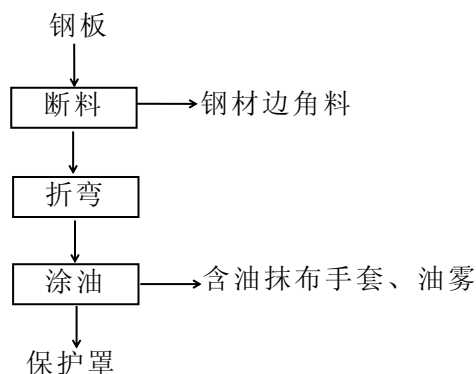 钢板
断料
钢材边角料
折弯
涂油
含油抹布手套、油雾
保护罩